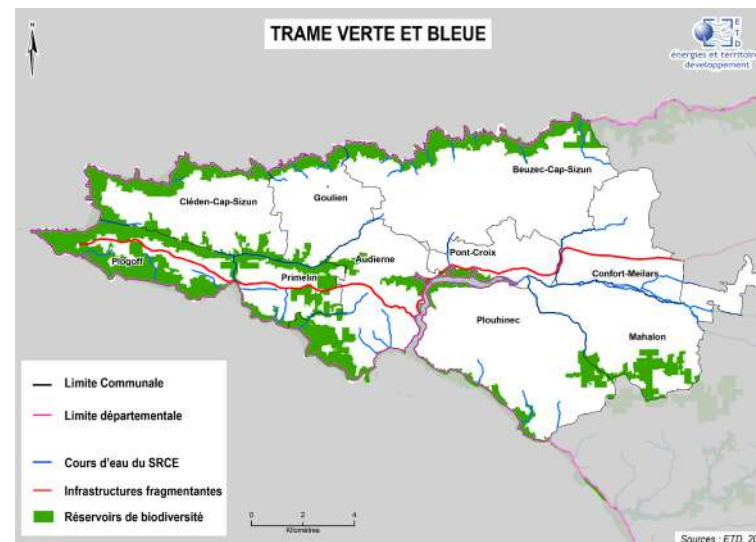 TRAME VERTE ET BLEUE
N
E
T
D
énergies et territoires
developpement
Beuzec-Cap-Sizun
Cléden-Cap-Sizun
Goulien
Pont-Croix
Audierne
Plogoff
Primelin
Confort-Meilars
Plouhinec
Mahalon
Limite Communale
Limite départementale
Cours d'eau du SRCE
Infrastructures fragmentantes
Réservoirs de biodiversité
0 2 4
Kilomètres
Sources : ETD, 20